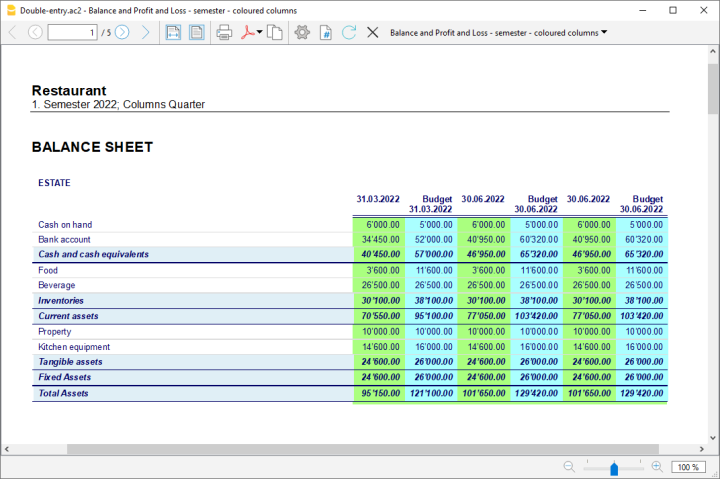 Double-entry.ac2 - Balance and Profit and Loss - semester - coloured columns
1 / 5 Balance and Profit and Loss - semester - coloured columns
Restaurant
1. Semester 2022; Columns Quarter
BALANCE SHEET
ESTATE
31.03.2022 Budget 30.06.2022 Budget 30.06.2022 Budget
31.03.2022 30.06.2022 30.06.2022
Cash on hand 6'000.00 5'000.00 6'000.00 5'000.00 6'000.00 5'000.00
Bank account 34'450.00 52'000.00 40'950.00 60'320.00 40'950.00 60'320.00
Cash and cash equivalents 40'450.00 57'000.00 46'950.00 65'320.00 46'950.00 65'320.00
Food 3'600.00 11'600.00 3'600.00 11'600.00 3'600.00 11'600.00
Beverage 26'500.00 26'500.00 26'500.00 26'500.00 26'500.00 26'500.00
Inventories 30'100.00 38'100.00 30'100.00 38'100.00 30'100.00 38'100.00
Current assets 70'550.00 95'100.00 77'050.00 103'420.00 77'050.00 103'420.00
Property 10'000.00 10'000.00 10'000.00 10'000.00 10'000.00 10'000.00
Kitchen equipment 14'600.00 16'000.00 14'600.00 16'000.00 14'600.00 16'000.00
Tangible assets 24'600.00 26'000.00 24'600.00 26'000.00 24'600.00 26'000.00
Fixed Assets 24'600.00 26'000.00 24'600.00 26'000.00 24'600.00 26'000.00
Total Assets 95'150.00 121'100.00 101'650.00 129'420.00 101'650.00 129'420.00
100 %